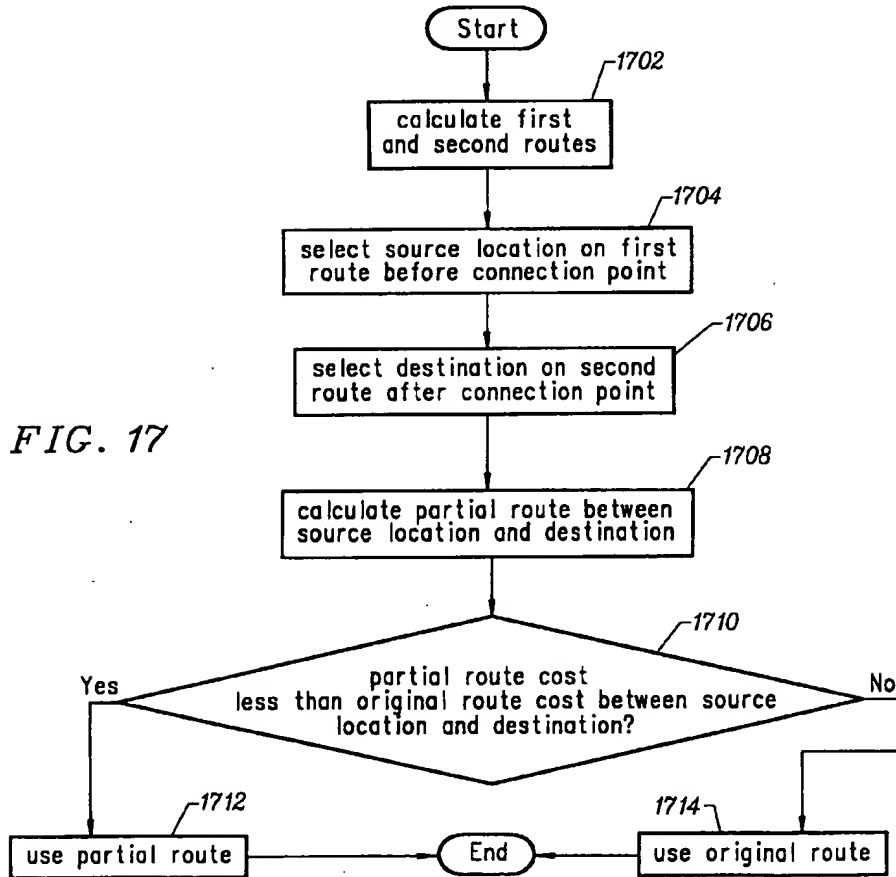 Start
1702
calculate first
and second routes
1704
select source location on first
route before connection point
1706
select destination on second
route after connection point
FIG. 17
1708
calculate partial route between
source location and destination
1710
partial route cost
less than original route cost between source
location and destination?
Yes
No
1712
use partial route
End
1714
use original route